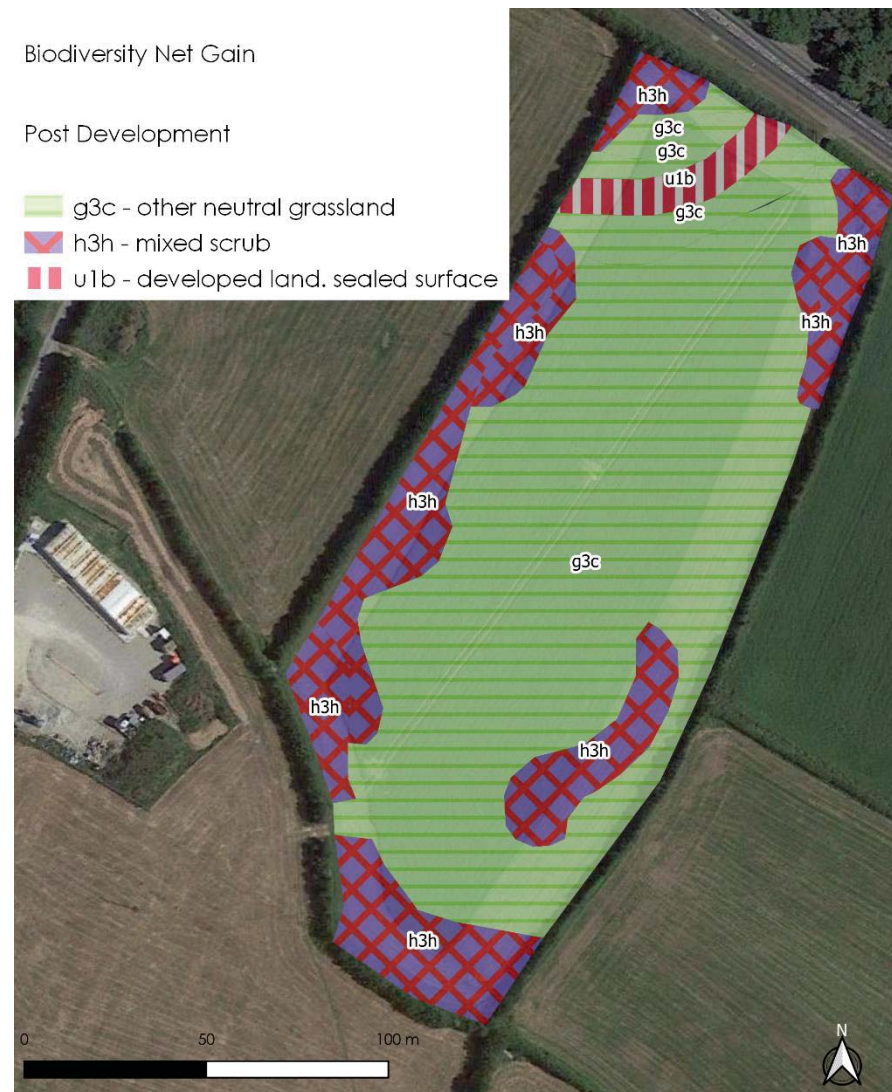 Biodiversity Net Gain
Post Development
g3c - other neutral grassland
h3h - mixed scrub
u1b - developed land. sealed surface
h3h
g3c
g3c
u1b
g3c
h3h
h3h
h3h
h3h
g3c
h3h
h3h
h3h
0 50 100 m
N